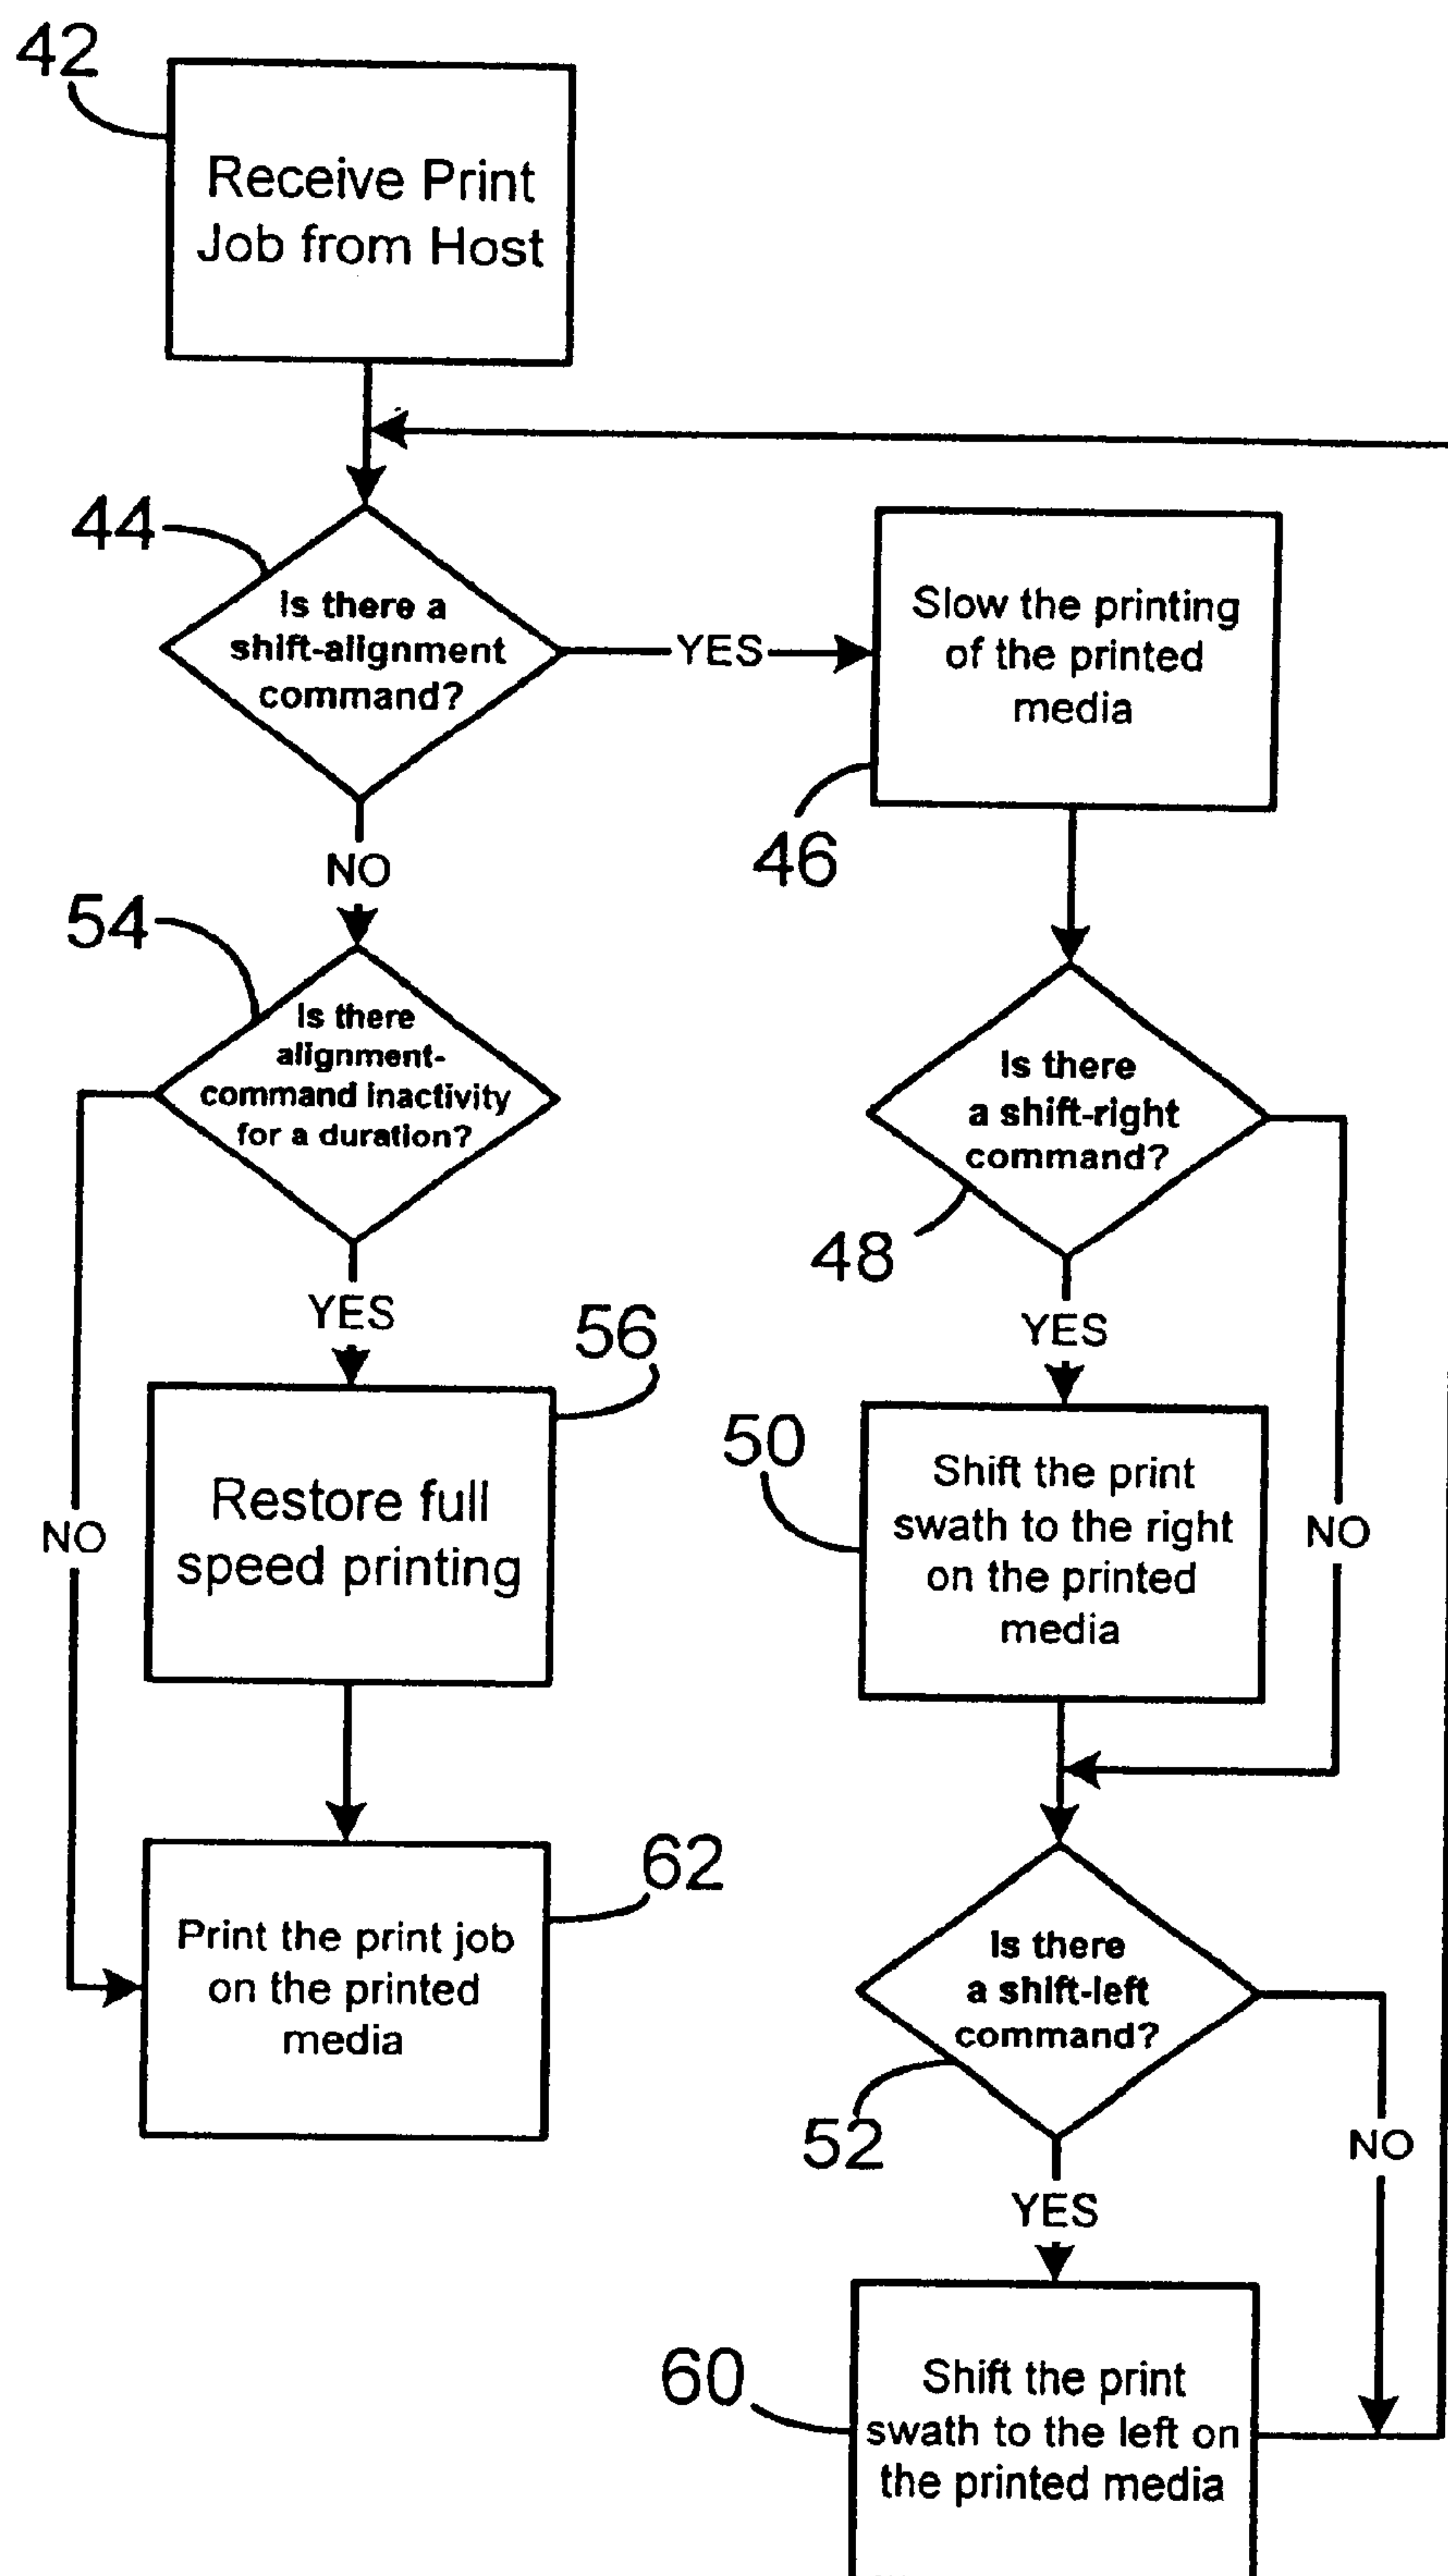 42
Receive Print
Job from Host
44
Is there a
shift-alignment
command?
YES
Slow the printing
of the printed
media
46
NO
54
Is there
alignment-
command inactivity
for a duration?
Is there
a shift-right
command?
48
YES
YES
56
Restore full
speed printing
NO
50
Shift the print
swath to the right
on the printed
media
NO
62
Print the print job
on the printed
media
Is there
a shift-left
command?
52
NO
YES
60
Shift the print
swath to the left on
the printed media